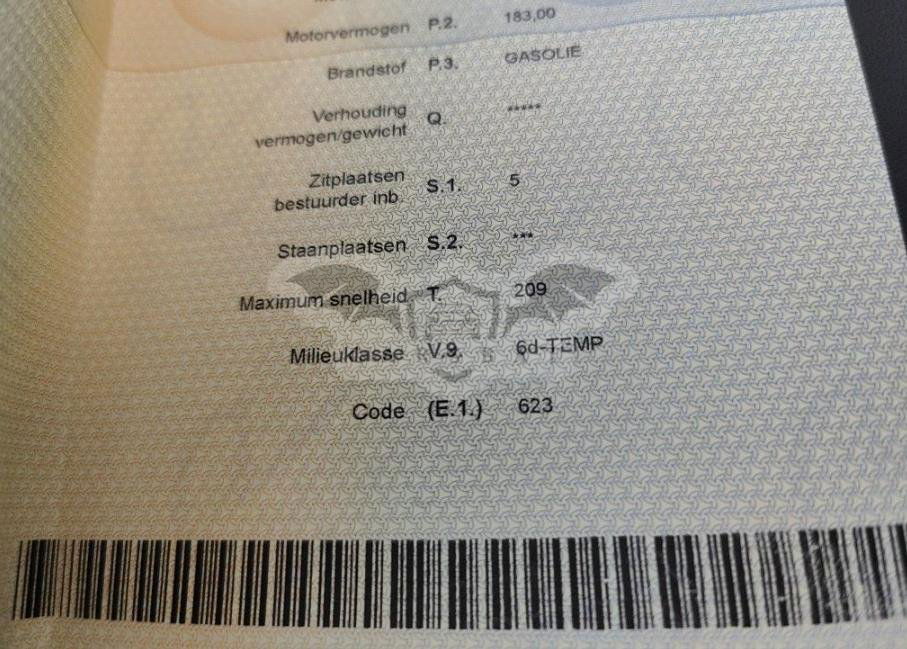 Motorvermogen P.2. 183,00
Brandstof P.3. GASOLIE
Verhouding
vermogen/gewicht Q. *****
Zitplaatsen
bestuurder inb. S.1. 5
Staanplaatsen S.2. ***
Maximum snelheid T. 209
Milieuklasse V.9. 6d-TEMP
Code (E.1.) 623